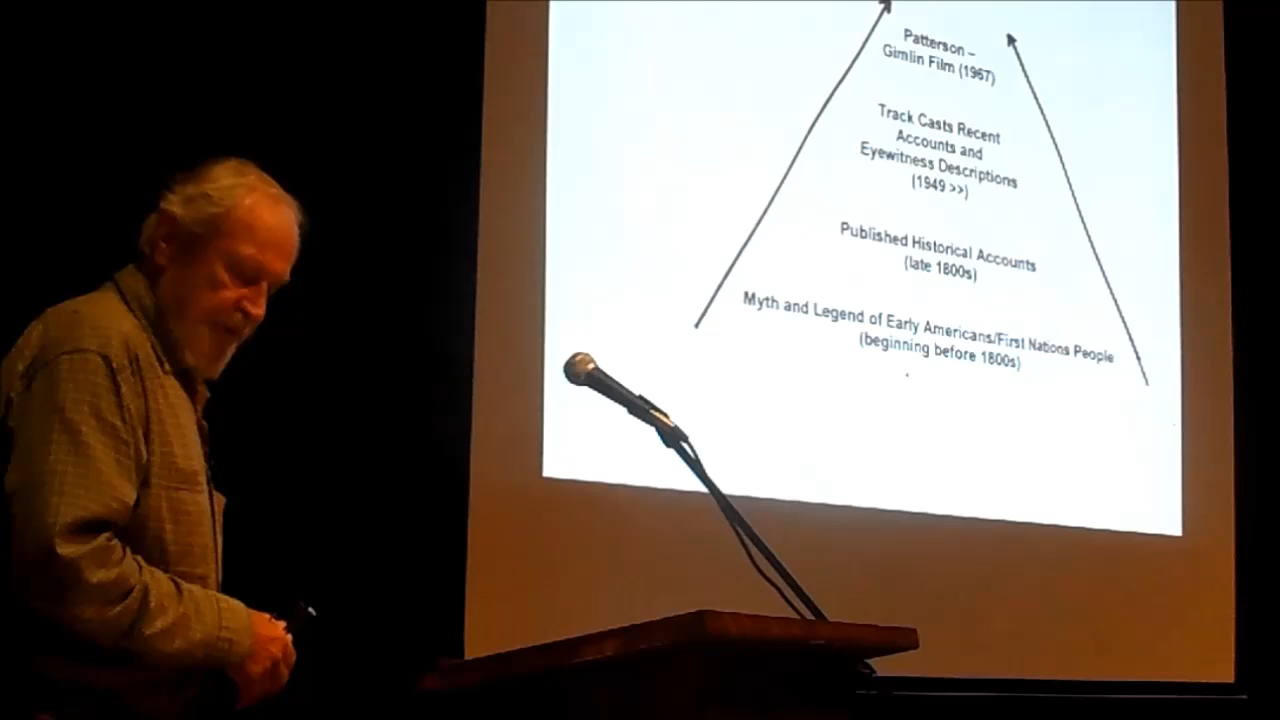 Patterson –
Gimlin Film (1967)
Track Casts Recent
Accounts and
Eyewitness Descriptions
(1949 >>)
Published Historical Accounts
(late 1800s)
Myth and Legend of Early Americans/First Nations People
(beginning before 1800s)